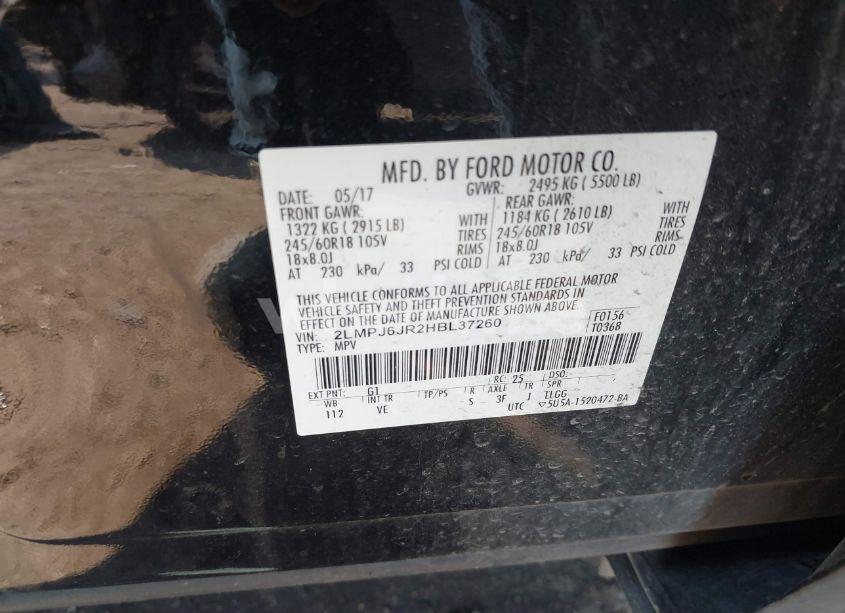 MFD. BY FORD MOTOR CO.
DATE: 05/17 GVWR: 2495 KG ( 5500 LB)
FRONT GAWR: REAR GAWR:
1322 KG ( 2915 LB) WITH 1184 KG ( 2610 LB) WITH
245/60R18 105V TIRES 245/60R18 105V TIRES
18x8.0J RIMS 18x8.0J RIMS
AT 230 kPa/ 33 PSI COLD AT 230 kPa/ 33 PSI COLD
THIS VEHICLE CONFORMS TO ALL APPLICABLE FEDERAL MOTOR
VEHICLE SAFETY AND THEFT PREVENTION STANDARDS IN
EFFECT ON THE DATE OF MANUFACTURE SHOWN ABOVE.
VIN: 2LMPJ6JR2HBL37260 F0156
TYPE: MPV T0368
EXT PNT: G1 RC: 25 DSO:
WB INT TR TP/PS R AXLE TR SPR
112 VE S 3F J TLGG
UTC ▽5U5A-1520472-BA